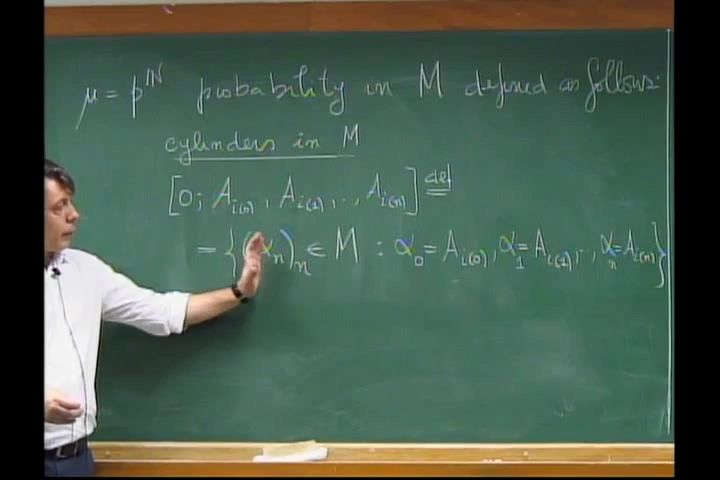 μ = p^ℕ probability in M defined as follows:
cylinders in M
[0; A_{i(0)}, A_{i(1)}, .., A_{i(n)}] def
= {(α_n)_n ∈ M : α_0 = A_{i(0)}, α_1 = A_{i(1)}, .., α_n = A_{i(n)}}